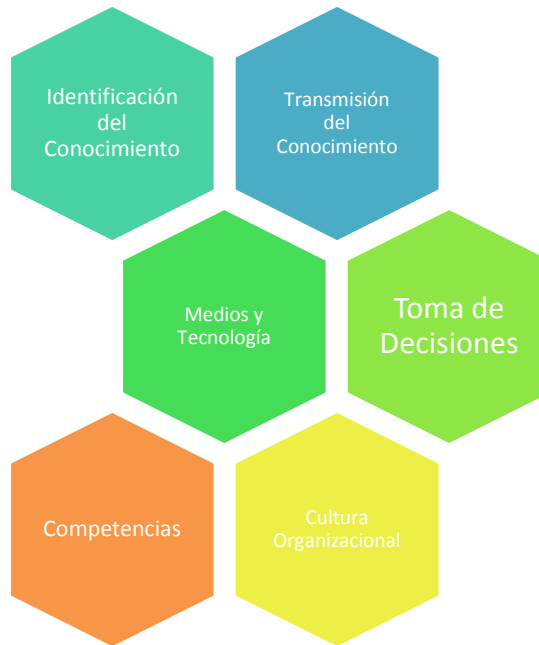 Identificación
del
Conocimiento
Transmisión
del
Conocimiento
Medios y
Tecnología
Toma de
Decisiones
Competencias
Cultura
Organizacional